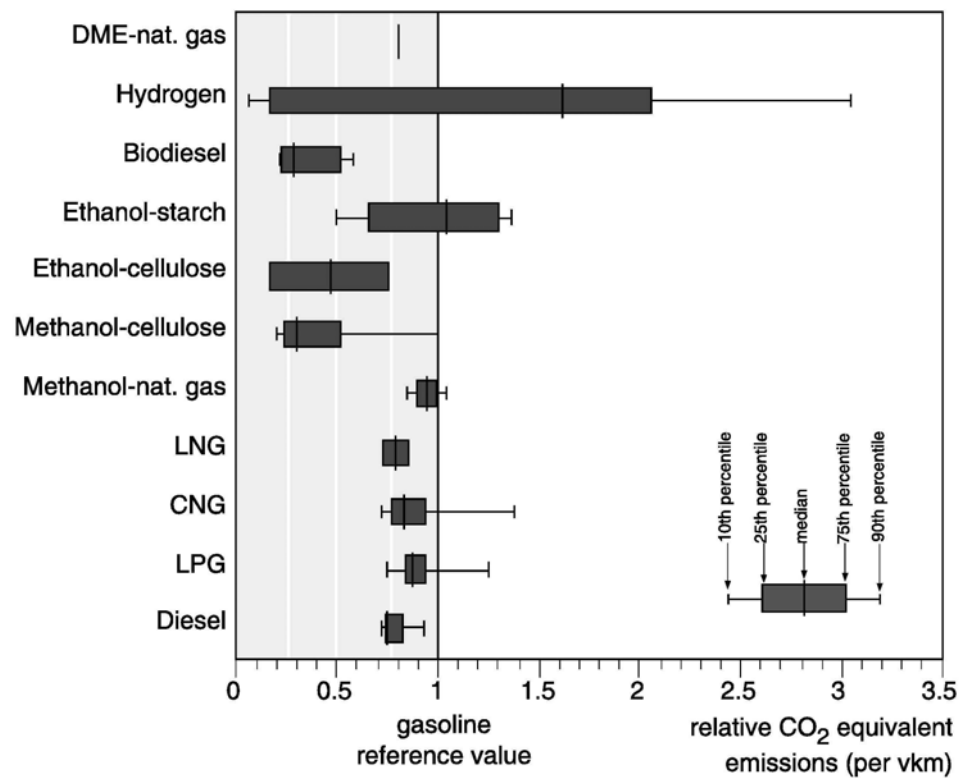 DME-nat. gas
Hydrogen
Biodiesel
Ethanol-starch
Ethanol-cellulose
Methanol-cellulose
Methanol-nat. gas
LNG
CNG
LPG
Diesel
10th percentile
25th percentile
median
75th percentile
90th percentile
0 0.5 1 1.5 2 2.5 3 3.5
gasoline
reference value
relative CO₂ equivalent
emissions (per vkm)